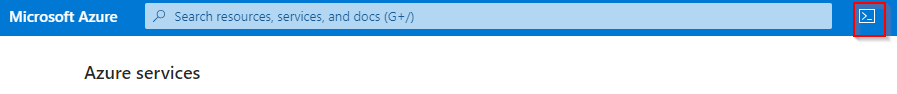 Microsoft Azure Search resources, services, and docs (G+/)
Azure services